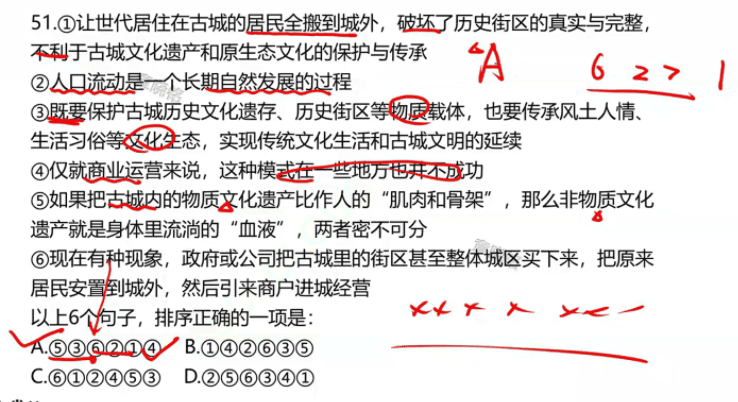 51.①让世代居住在古城的居民全搬到城外，破坏了历史街区的真实与完整，
不利于古城文化遗产和原生态文化的保护与传承
②人口流动是一个长期自然发展的过程
③既要保护古城历史文化遗存、历史街区等物质载体，也要传承风土人情、
生活习俗等文化生态，实现传统文化生活和古城文明的延续
④仅就商业运营来说，这种模式在一些地方也并不成功
⑤如果把古城内的物质文化遗产比作人的“肌肉和骨架”，那么非物质文化
遗产就是身体里流淌的“血液”，两者密不可分
⑥现在有种现象，政府或公司把古城里的街区甚至整体城区买下来，把原来
居民安置到城外，然后引来商户进城经营
以上6个句子，排序正确的一项是：
A.⑤③⑥②①④ B.①④②⑥③⑤
C.⑥①②④⑤③ D.②⑤⑥③④①
A
6 2 > 1